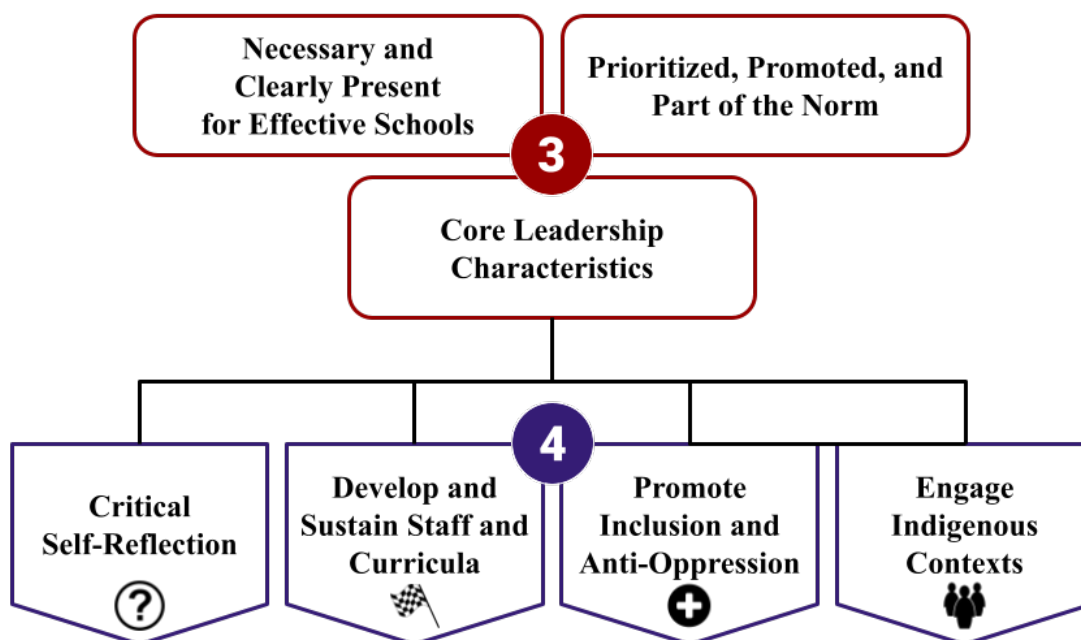 Necessary and
Clearly Present
for Effective Schools
Prioritized, Promoted, and
Part of the Norm
3
Core Leadership
Characteristics
4
Critical
Self-Reflection
?
Develop and
Sustain Staff and
Curricula
Promote
Inclusion and
Anti-Oppression
+
Engage
Indigenous
Contexts